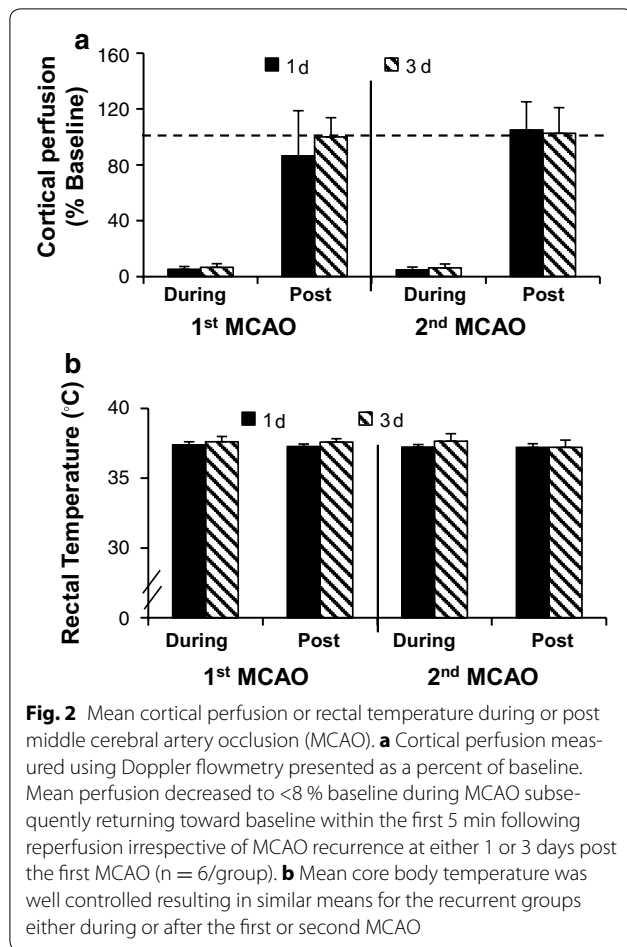 a
1 d 3 d
Cortical perfusion
(% Baseline)
160
120
80
40
0
During Post During Post
1st MCAO 2nd MCAO
b
1 d 3 d
Rectal Temperature (°C)
40
35
30
0
During Post During Post
1st MCAO 2nd MCAO
Fig. 2 Mean cortical perfusion or rectal temperature during or post
middle cerebral artery occlusion (MCAO). a Cortical perfusion meas-
ured using Doppler flowmetry presented as a percent of baseline.
Mean perfusion decreased to <8 % baseline during MCAO subse-
quently returning toward baseline within the first 5 min following
reperfusion irrespective of MCAO recurrence at either 1 or 3 days post
the first MCAO (n = 6/group). b Mean core body temperature was
well controlled resulting in similar means for the recurrent groups
either during or after the first or second MCAO